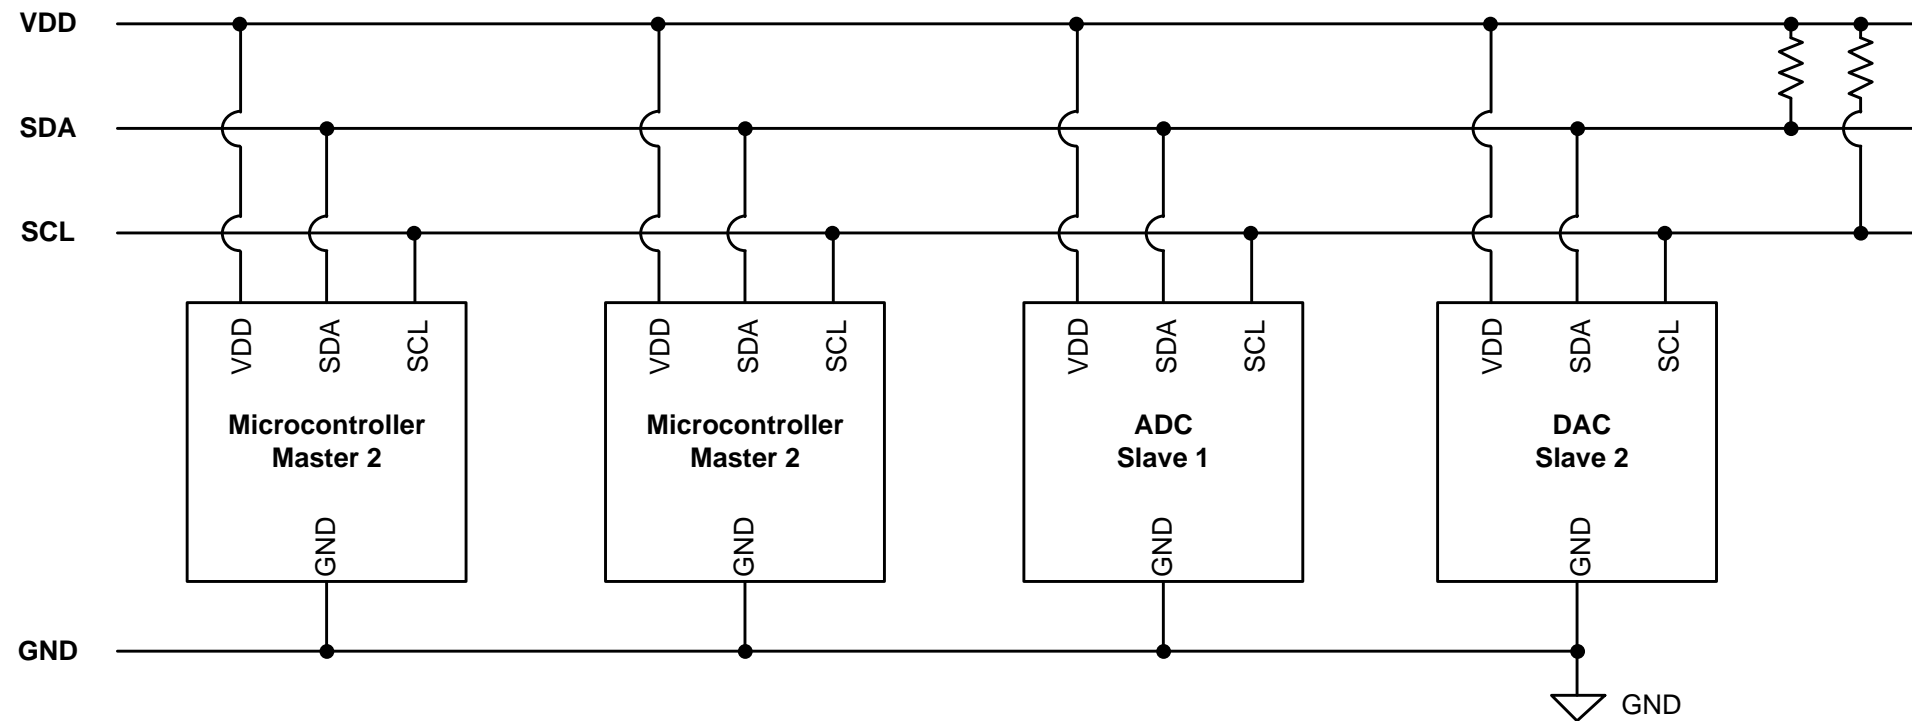 VDD
SDA
SCL
VDD SDA SCL
Microcontroller
Master 2
GND
VDD SDA SCL
Microcontroller
Master 2
GND
VDD SDA SCL
ADC
Slave 1
GND
VDD SDA SCL
DAC
Slave 2
GND
GND
GND